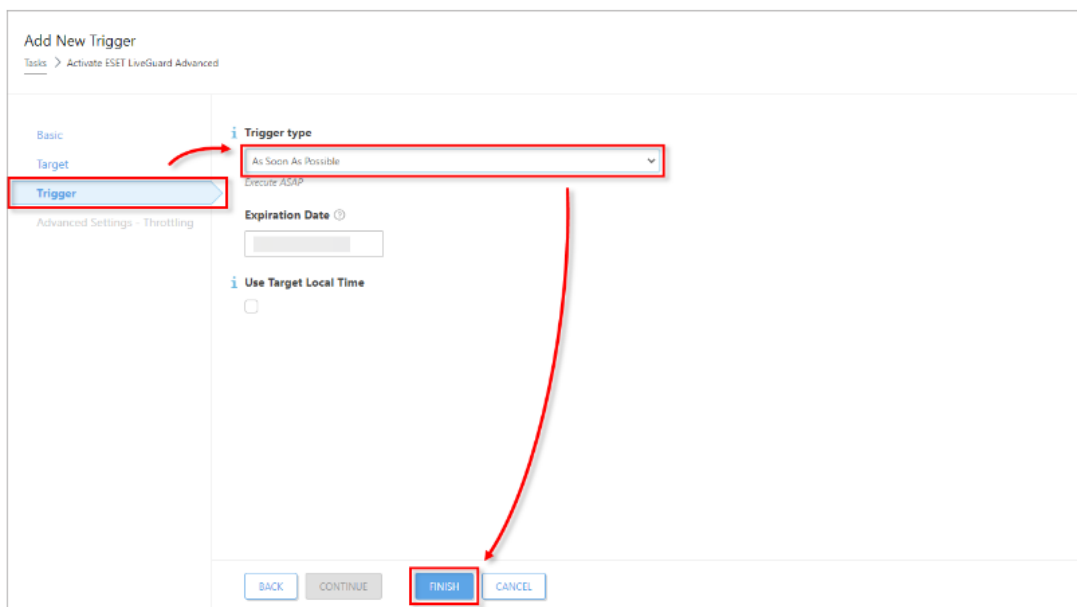 Add New Trigger
Tasks > Activate ESET LiveGuard Advanced
Basic
Target
Trigger
Advanced Settings - Throttling
Trigger type
As Soon As Possible
Execute ASAP
Expiration Date
Use Target Local Time
BACK CONTINUE FINISH CANCEL